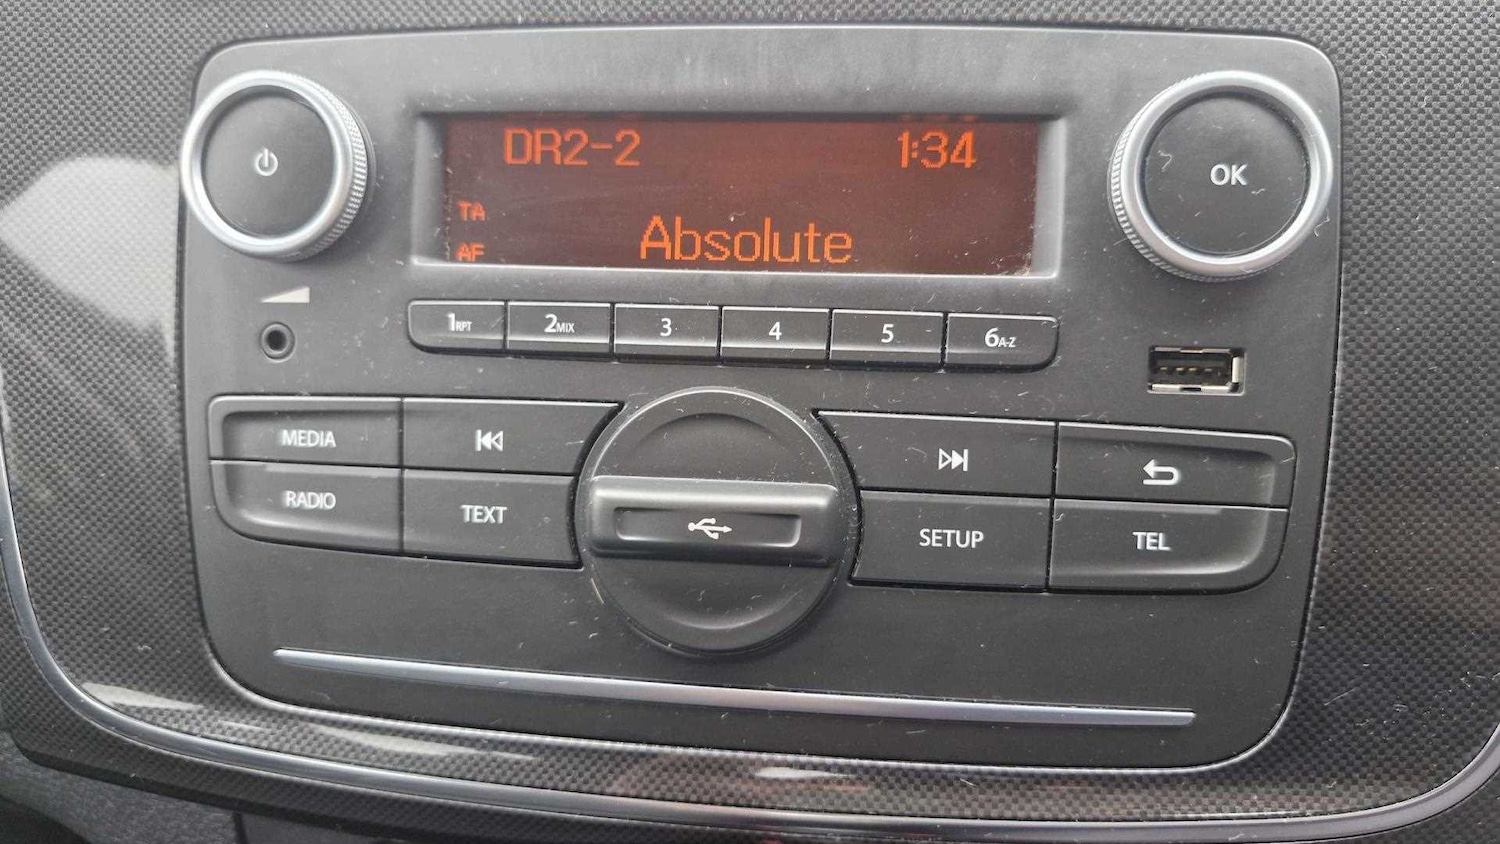 DR2-2 1:34
TA
AF Absolute
OK
1RPT 2MIX 3 4 5 6A-Z
MEDIA
RADIO TEXT
SETUP TEL